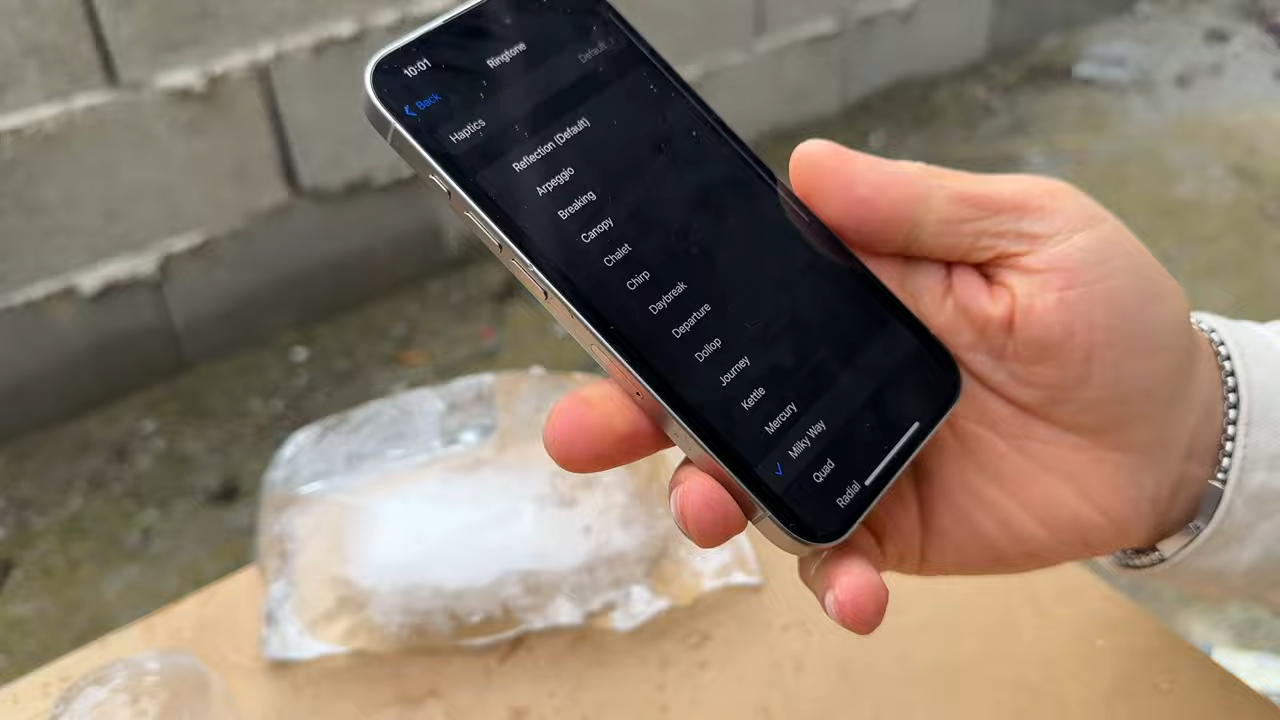 10:01
Ringtone
Back
Haptics
Default
Reflection (Default)
Arpeggio
Breaking
Canopy
Chalet
Chirp
Daybreak
Departure
Dollop
Journey
Kettle
Mercury
Milky Way
Quad
Radial